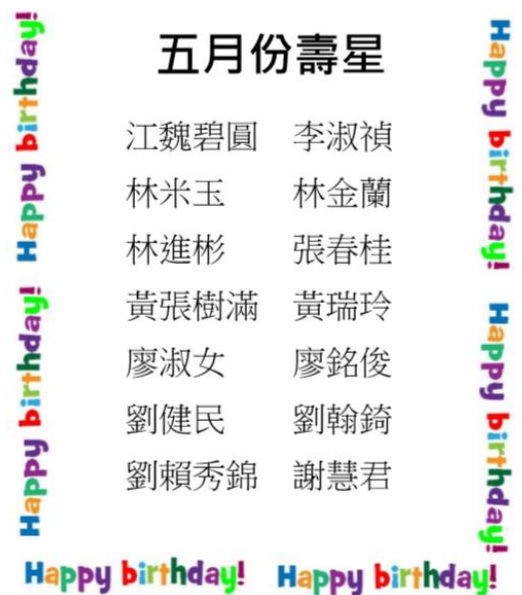 五月份壽星
江魏碧圓 李淑禎
林米玉 林金蘭
林進彬 張春桂
黃張樹滿 黃瑞玲
廖淑女 廖銘俊
劉健民 劉翰錡
劉賴秀錦 謝慧君
Happy birthday!
Happy birthday!
Happy birthday!
Happy birthday!
Happy birthday!
Happy birthday!